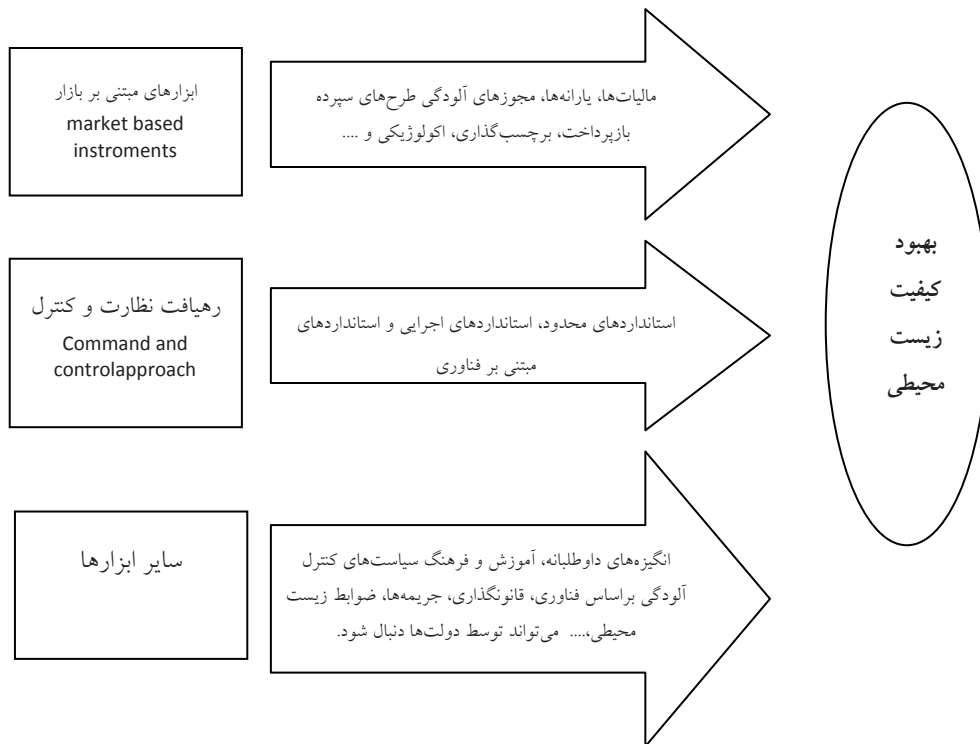 ابزارهای مبتنی بر بازار
market based
instroments
مالیات‌ها، یارانه‌ها، مجوزهای آلودگی طرح‌های سپرده
بازپرداخت، برچسب‌گذاری، اکولوژیکی و ....
رهیافت نظارت و کنترل
Command and
controlapproach
استانداردهای محدود، استانداردهای اجرایی و استانداردهای
مبتنی بر فناوری
سایر ابزارها
انگیزه‌های داوطلبانه، آموزش و فرهنگ سیاست‌های کنترل
آلودگی براساس فناوری، قانونگذاری، جریمه‌ها، ضوابط زیست
محیطی،.... می‌تواند توسط دولت‌ها دنبال شود.
بهبود
کیفیت
زیست
محیطی